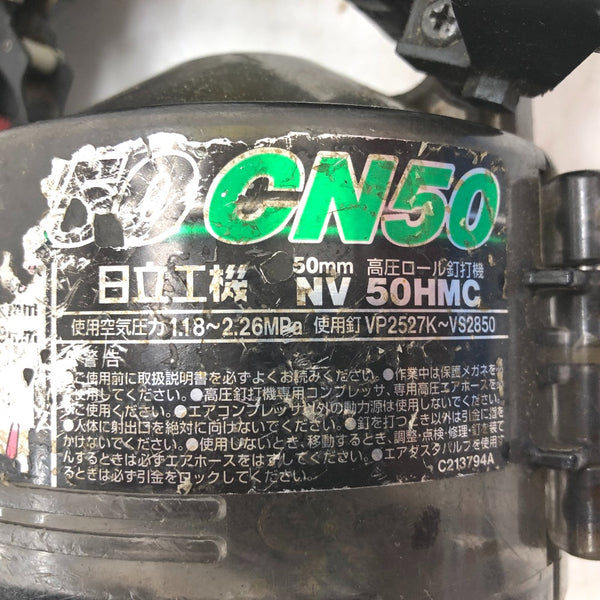 50 CN50
日立工機 50mm 高圧ロール釘打機
NV 50HMC
使用空気圧力 1.18～2.26MPa 使用釘 VP2527K～VS2850
警告
●ご使用前に取扱説明書を必ずよくお読みください。●作業中は保護メガネを
使用してください。●高圧釘打機専用コンプレッサ、専用高圧エアホースを
ご使用ください。●エアコンプレッサ以外の動力源は使用しないでください。
●人体に射出口を絶対に向けないでください。●釘を打つとき以外は引金に指を
かけないでください。●使用しないとき、移動するとき、調整・点検・修理・釘を装て
んするときは必ずエアホースをはずしてください。●エアダスタバルブを使用す
るときは必ず引金をロックしてください。
C213794A